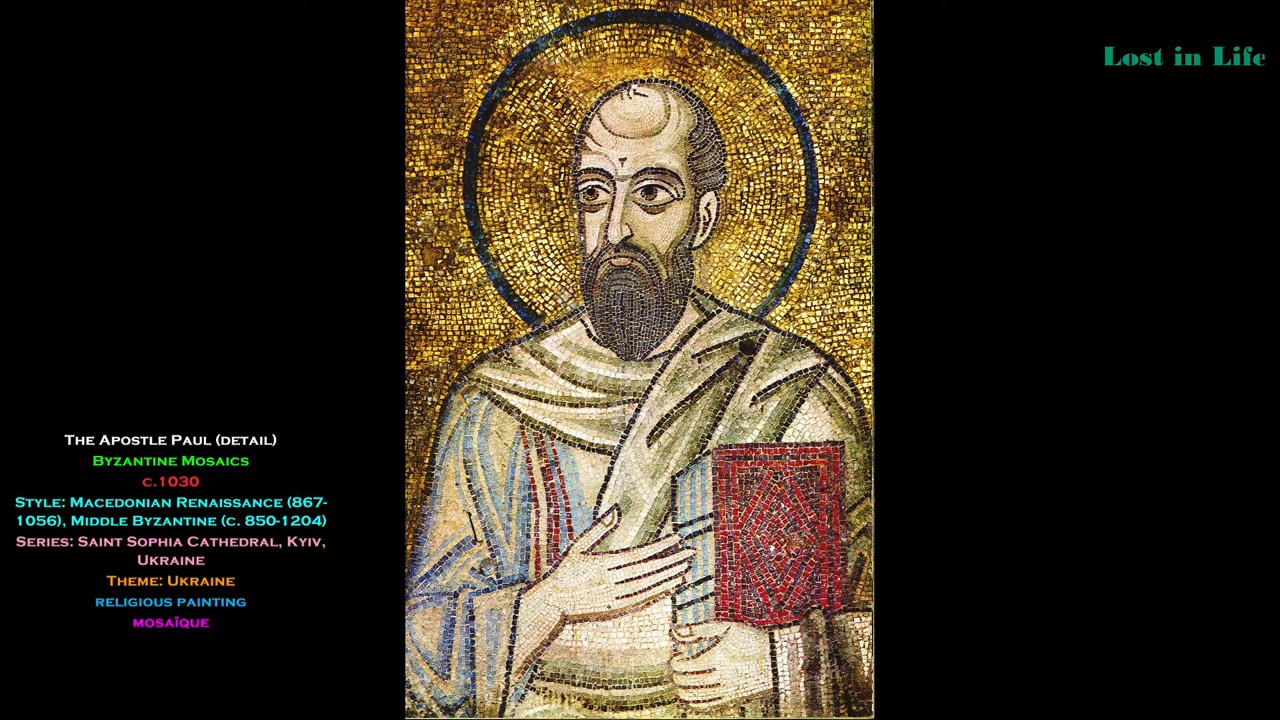 Lost in Life
The Apostle Paul (detail)
Byzantine Mosaics
c.1030
Style: Macedonian Renaissance (867-
1056), Middle Byzantine (c. 850-1204)
Series: Saint Sophia Cathedral, Kyiv,
Ukraine
Theme: Ukraine
religious painting
mosaïque